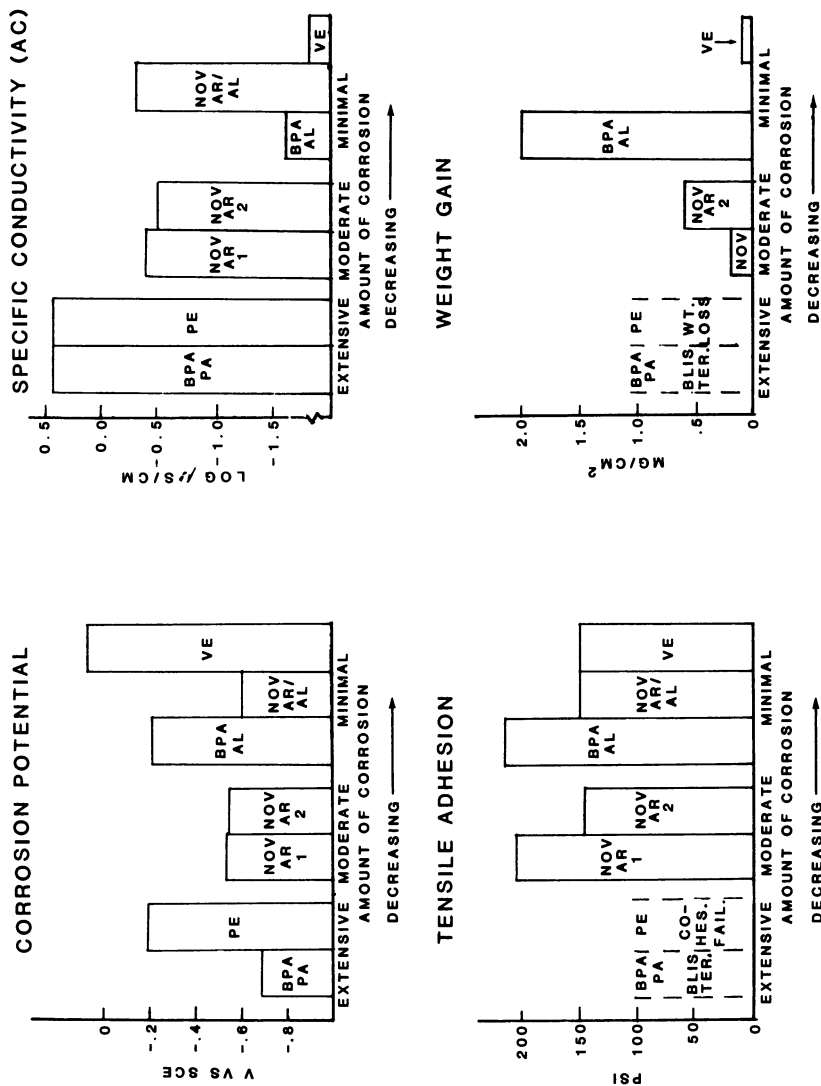 CORROSION POTENTIAL
V VS SCE
0
-.2
-.4
-.6
-.8
BPA
PA
PE
NOV
AR
1
NOV
AR
2
BPA
AL
NOV
AR/
AL
VE
EXTENSIVE MODERATE MINIMAL
AMOUNT OF CORROSION
DECREASING
SPECIFIC CONDUCTIVITY (AC)
LOG μS/CM
0.5
0.0
-0.5
-1.0
-1.5
BPA
PA
PE
NOV
AR
1
NOV
AR
2
BPA
AL
NOV
AR/
AL
VE
EXTENSIVE MODERATE MINIMAL
AMOUNT OF CORROSION
DECREASING
TENSILE ADHESION
PSI
200
150
100
50
0
BPA
PA
PE
BLIS
TER.
CO-
HES.
FAIL.
NOV
AR
1
NOV
AR
2
BPA
AL
NOV
AR/
AL
VE
EXTENSIVE MODERATE MINIMAL
AMOUNT OF CORROSION
DECREASING
WEIGHT GAIN
MG/CM²
2.0
1.5
1.0
.5
0
BPA
PA
PE
BLIS
TER.
WT.
LOSS
NOV
NOV
AR
2
BPA
AL
VE
EXTENSIVE MODERATE MINIMAL
AMOUNT OF CORROSION
DECREASING